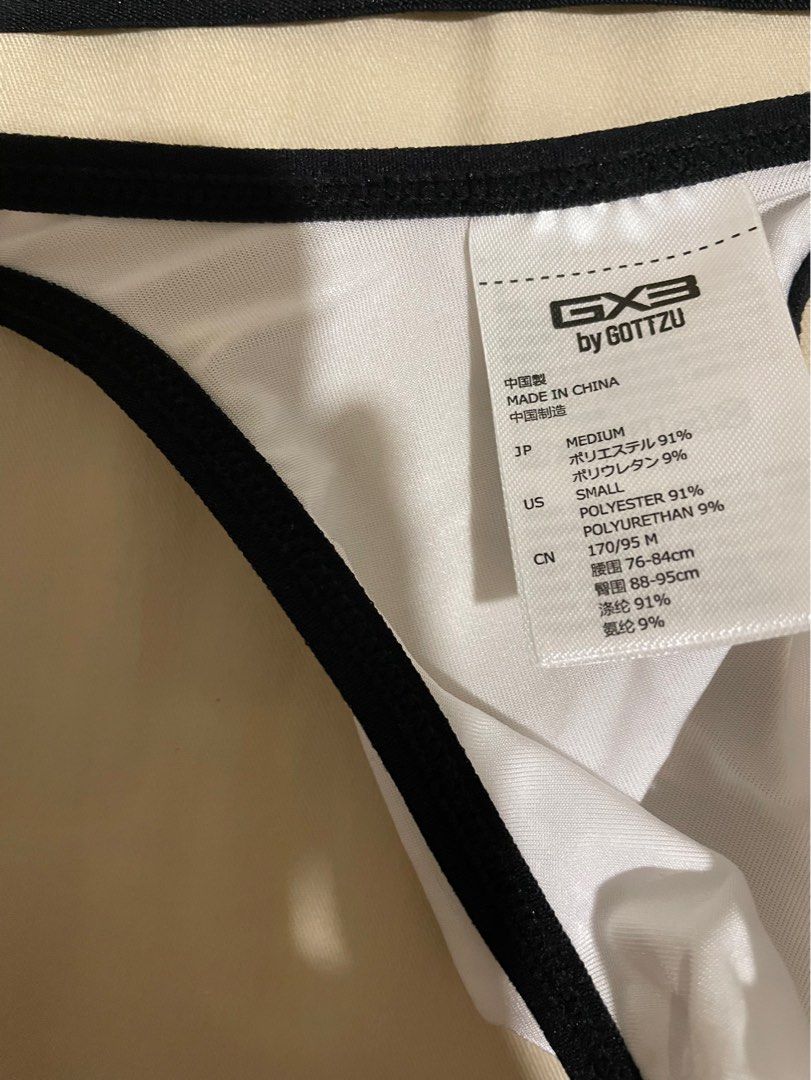 GX3
by GOTTZU
中国製
MADE IN CHINA
中国制造
JP MEDIUM
ポリエステル 91%
ポリウレタン 9%
US SMALL
POLYESTER 91%
POLYURETHAN 9%
CN 170/95 M
腰围 76-84cm
臀围 88-95cm
涤纶 91%
氨纶 9%